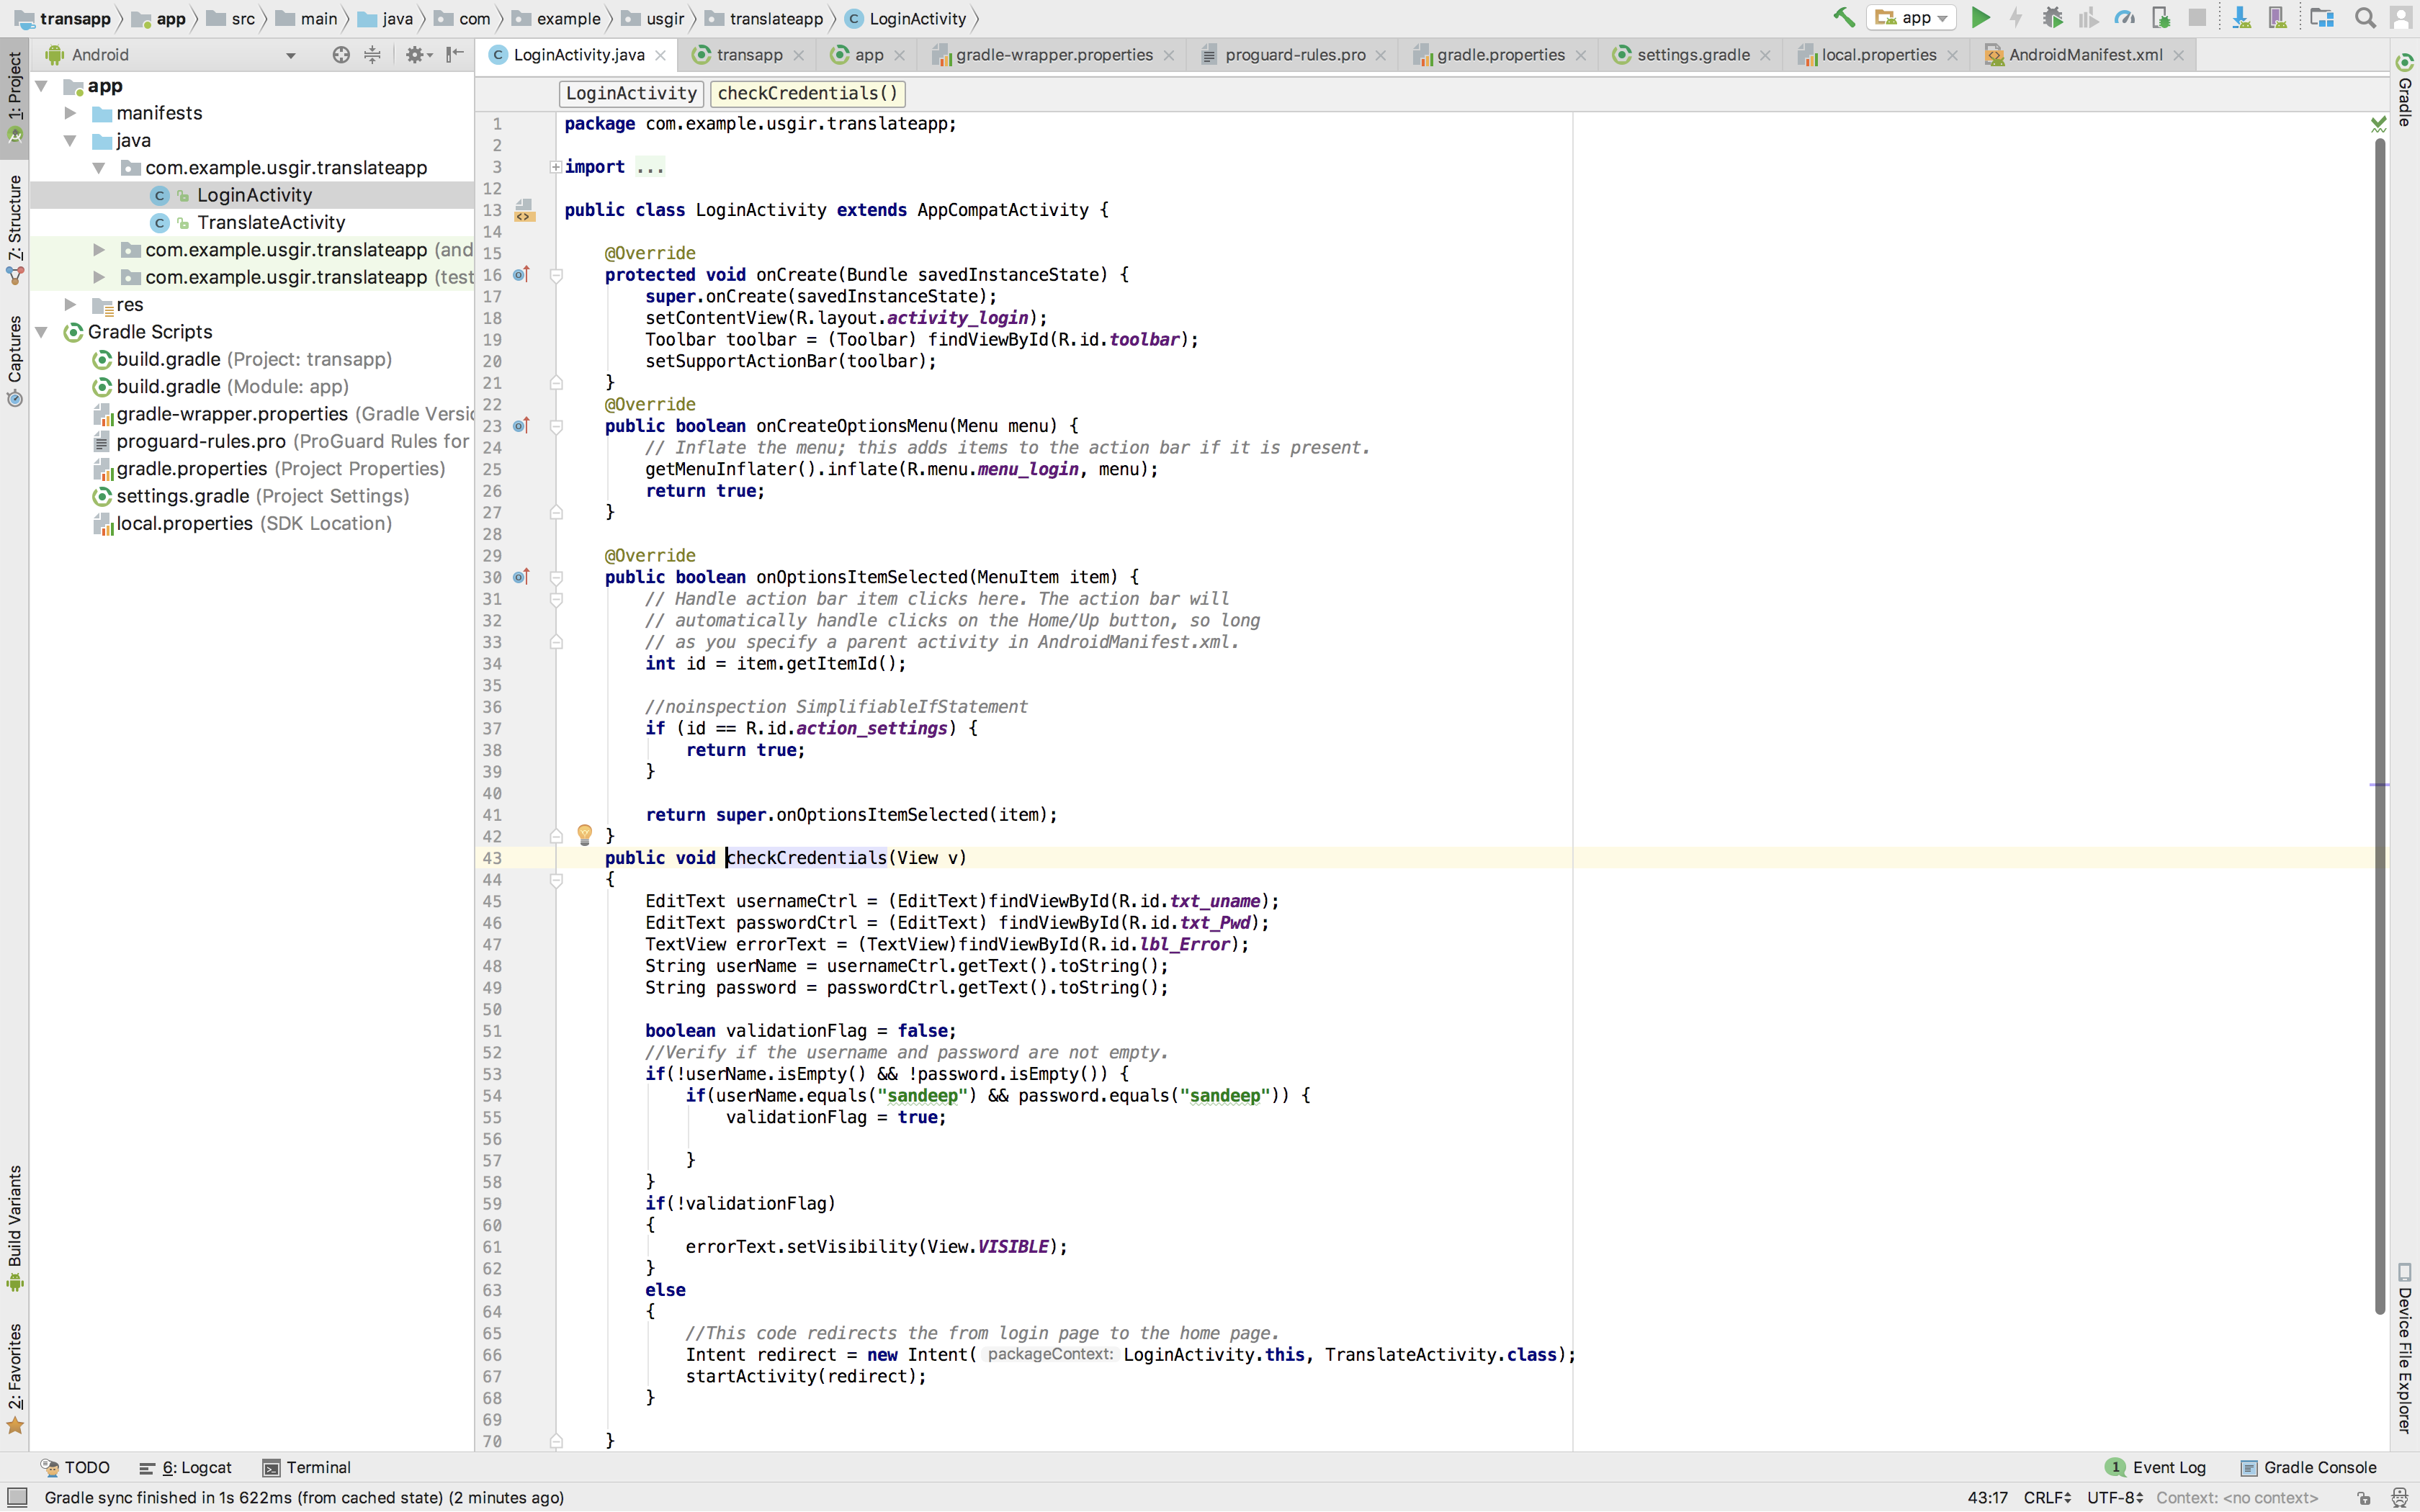 transapp app src main java com example usgir translateapp LoginActivity
app
Android
LoginActivity.java transapp app gradle-wrapper.properties proguard-rules.pro gradle.properties settings.gradle local.properties AndroidManifest.xml
LoginActivity checkCredentials()
1: Project
7: Structure
Captures
Build Variants
2: Favorites
app
manifests
java
com.example.usgir.translateapp
LoginActivity
TranslateActivity
com.example.usgir.translateapp (and
com.example.usgir.translateapp (test
res
Gradle Scripts
build.gradle (Project: transapp)
build.gradle (Module: app)
gradle-wrapper.properties (Gradle Versio
proguard-rules.pro (ProGuard Rules for
gradle.properties (Project Properties)
settings.gradle (Project Settings)
local.properties (SDK Location)
1 package com.example.usgir.translateapp;
2
3 import ...
12
13 public class LoginActivity extends AppCompatActivity {
14
15 @Override
16 protected void onCreate(Bundle savedInstanceState) {
17 super.onCreate(savedInstanceState);
18 setContentView(R.layout.activity_login);
19 Toolbar toolbar = (Toolbar) findViewById(R.id.toolbar);
20 setSupportActionBar(toolbar);
21 }
22 @Override
23 public boolean onCreateOptionsMenu(Menu menu) {
24 // Inflate the menu; this adds items to the action bar if it is present.
25 getMenuInflater().inflate(R.menu.menu_login, menu);
26 return true;
27 }
28
29 @Override
30 public boolean onOptionsItemSelected(MenuItem item) {
31 // Handle action bar item clicks here. The action bar will
32 // automatically handle clicks on the Home/Up button, so long
33 // as you specify a parent activity in AndroidManifest.xml.
34 int id = item.getItemId();
35
36 //noinspection SimplifiableIfStatement
37 if (id == R.id.action_settings) {
38 return true;
39 }
40
41 return super.onOptionsItemSelected(item);
42 }
43 public void checkCredentials(View v)
44 {
45 EditText usernameCtrl = (EditText)findViewById(R.id.txt_uname);
46 EditText passwordCtrl = (EditText) findViewById(R.id.txt_Pwd);
47 TextView errorText = (TextView)findViewById(R.id.lbl_Error);
48 String userName = usernameCtrl.getText().toString();
49 String password = passwordCtrl.getText().toString();
50
51 boolean validationFlag = false;
52 //Verify if the username and password are not empty.
53 if(!userName.isEmpty() && !password.isEmpty()) {
54 if(userName.equals("sandeep") && password.equals("sandeep")) {
55 validationFlag = true;
56
57 }
58 }
59 if(!validationFlag)
60 {
61 errorText.setVisibility(View.VISIBLE);
62 }
63 else
64 {
65 //This code redirects the from login page to the home page.
66 Intent redirect = new Intent( packageContext: LoginActivity.this, TranslateActivity.class);
67 startActivity(redirect);
68 }
69
70 }
Gradle
Device File Explorer
TODO 6: Logcat Terminal 1 Event Log Gradle Console
Gradle sync finished in 1s 622ms (from cached state) (2 minutes ago) 43:17 CRLF UTF-8 Context: <no context>